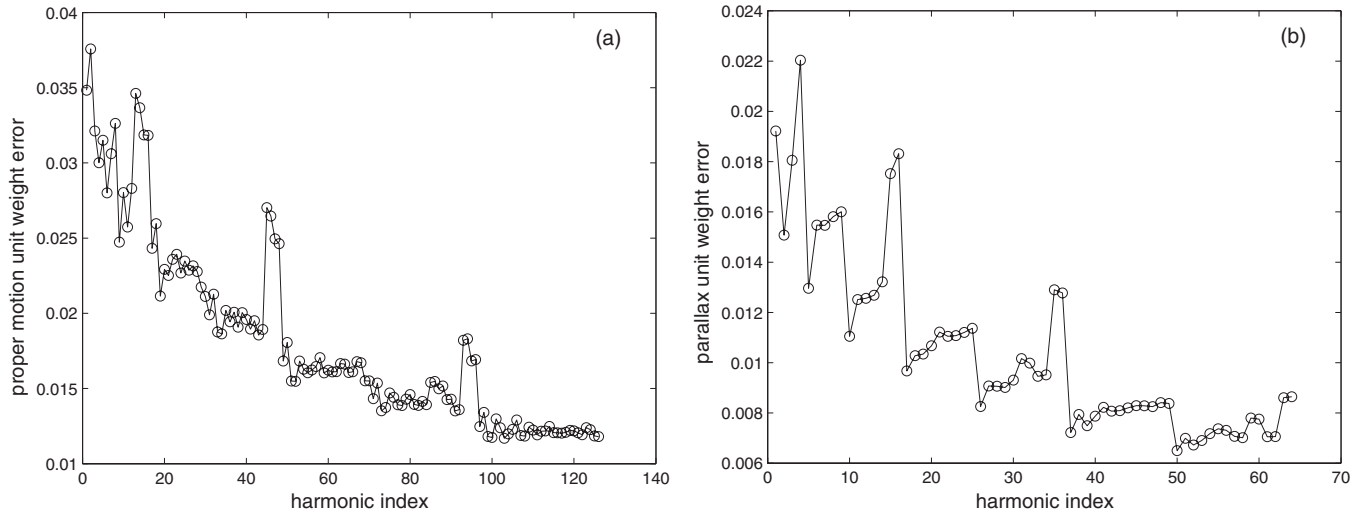 (a)
proper motion unit weight error
0.04
0.035
0.03
0.025
0.02
0.015
0.01
0 20 40 60 80 100 120 140
harmonic index
(b)
parallax unit weight error
0.024
0.022
0.02
0.018
0.016
0.014
0.012
0.01
0.008
0.006
0 10 20 30 40 50 60 70
harmonic index